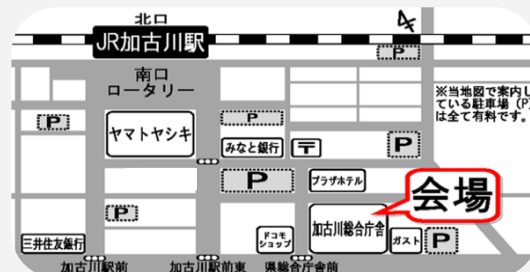 北口
JR加古川駅
P
南口
ロータリー
※当地図で案内し
ている駐車場（P）
は全て有料です。
P
P
ヤマトヤシキ
みなと銀行
〒
P
P
プラザホテル
会場
P
三井住友銀行
ドコモ
ショップ
加古川総合庁舎
ガスト
P
加古川駅前
加古川駅前東
県総合庁舎前